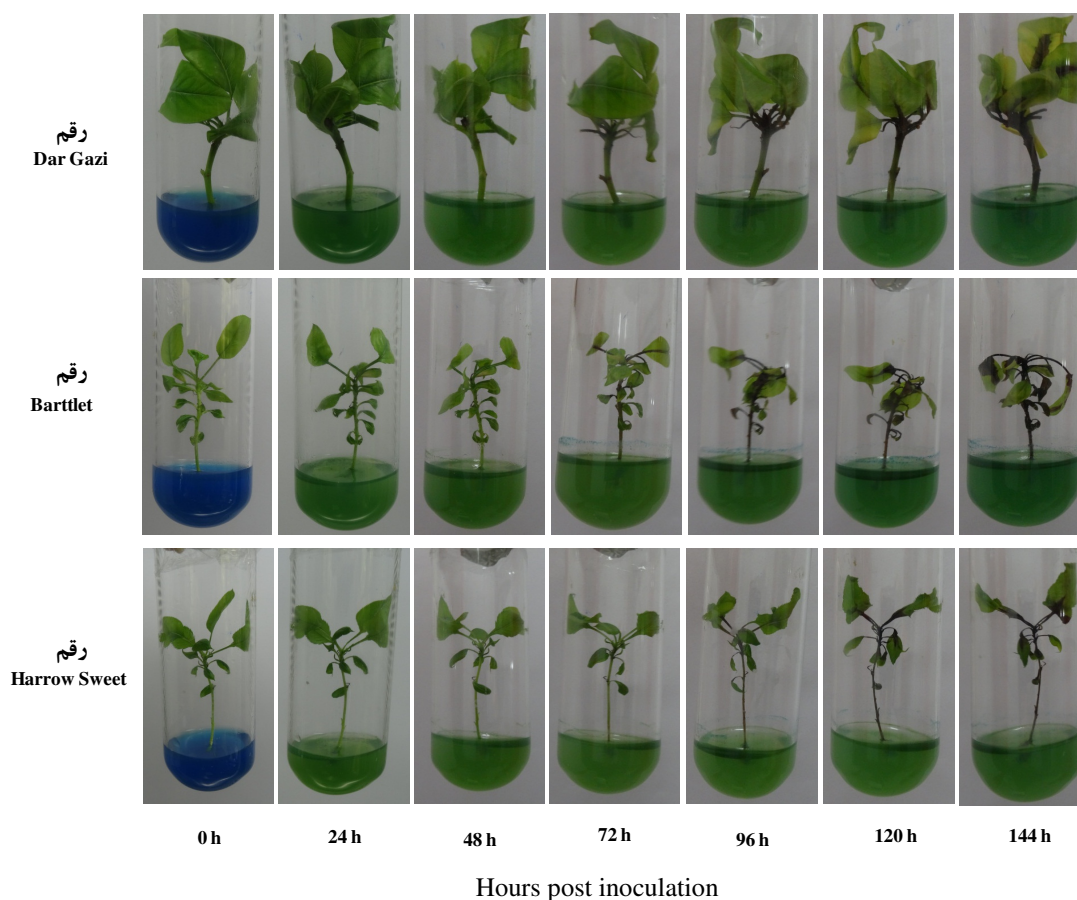 رقم
Dar Gazi
رقم
Barttlet
رقم
Harrow Sweet
0 h
24 h
48 h
72 h
96 h
120 h
144 h
Hours post inoculation